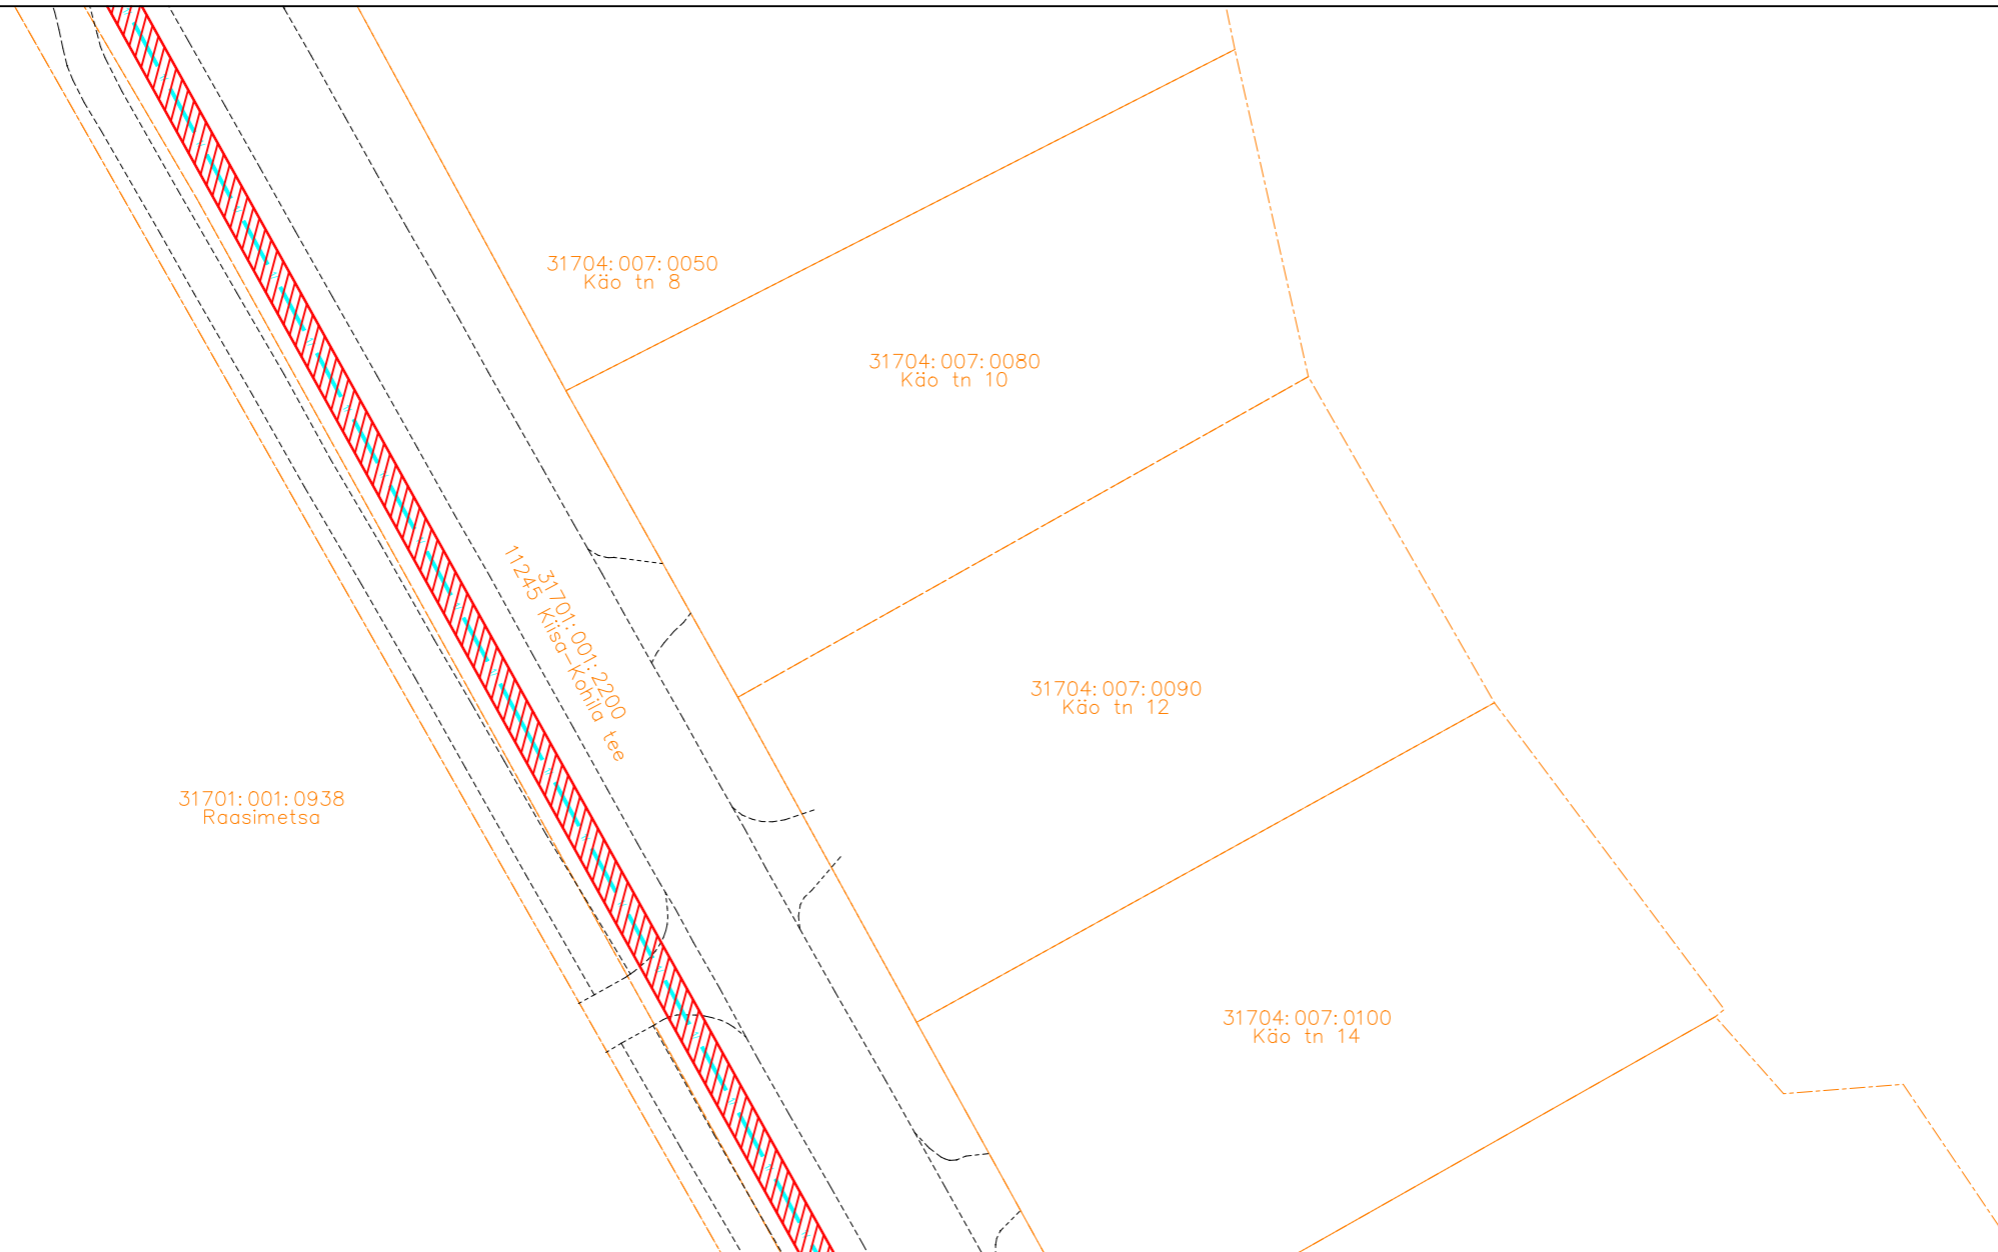 31704:007:0050
Käo tn 8
31704:007:0080
Käo tn 10
31701:001:2200
11245 Kiisa-Kohila tee
31704:007:0090
Käo tn 12
31701:001:0938
Raasimetsa
31704:007:0100
Käo tn 14